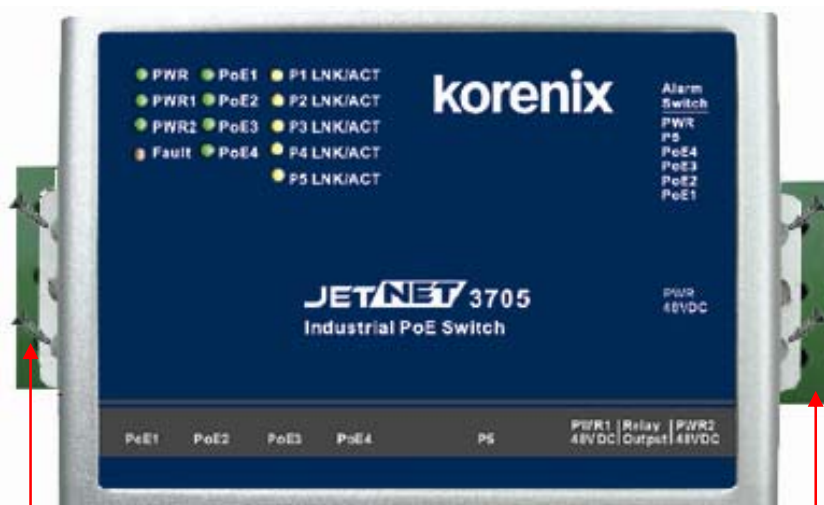 PWR PoE1 P1 LNK/ACT
PWR1 PoE2 P2 LNK/ACT
PWR2 PoE3 P3 LNK/ACT
Fault PoE4 P4 LNK/ACT
P5 LNK/ACT
korenix
Alarm
Switch
PWR
P5
PoE4
PoE3
PoE2
PoE1
JETNET 3705
Industrial PoE Switch
PWR
48VDC
PoE1 PoE2 PoE3 PoE4 P5
PWR1 Relay PWR2
48VDC Output 48VDC